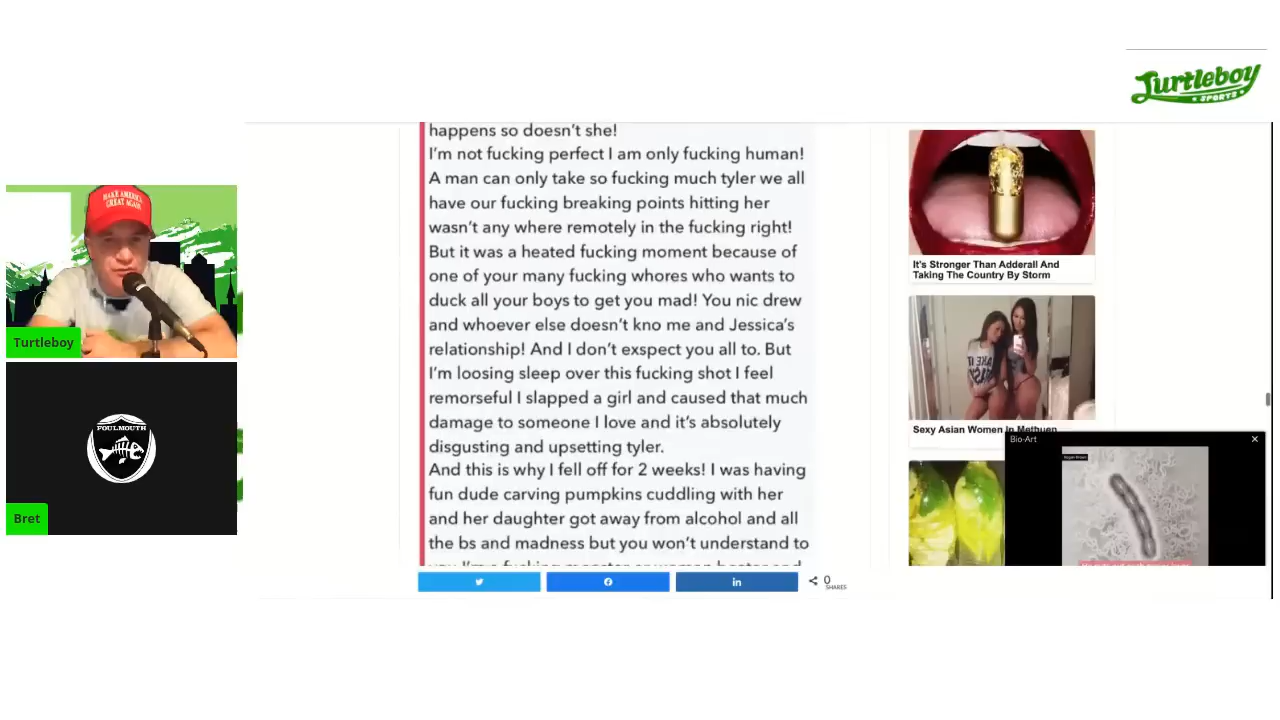 Turtleboy
SPORTS
MAKE AMERICA
GREAT AGAIN
Turtleboy
FOULMOUTH
Bret
happens so doesn't she!
I'm not fucking perfect I am only fucking human!
A man can only take so fucking much tyler we all
have our fucking breaking points hitting her
wasn't any where remotely in the fucking right!
But it was a heated fucking moment because of
one of your many fucking whores who wants to
duck all your boys to get you mad! You nic drew
and whoever else doesn't kno me and Jessica's
relationship! And I don't exspect you all to. But
I'm loosing sleep over this fucking shot I feel
remorseful I slapped a girl and caused that much
damage to someone I love and it's absolutely
disgusting and upsetting tyler.
And this is why I fell off for 2 weeks! I was having
fun dude carving pumpkins cuddling with her
and her daughter got away from alcohol and all
the bs and madness but you won't understand to
0
SHARES
It's Stronger Than Adderall And
Taking The Country By Storm
Sexy Asian Women In Methuen
Bio-Art